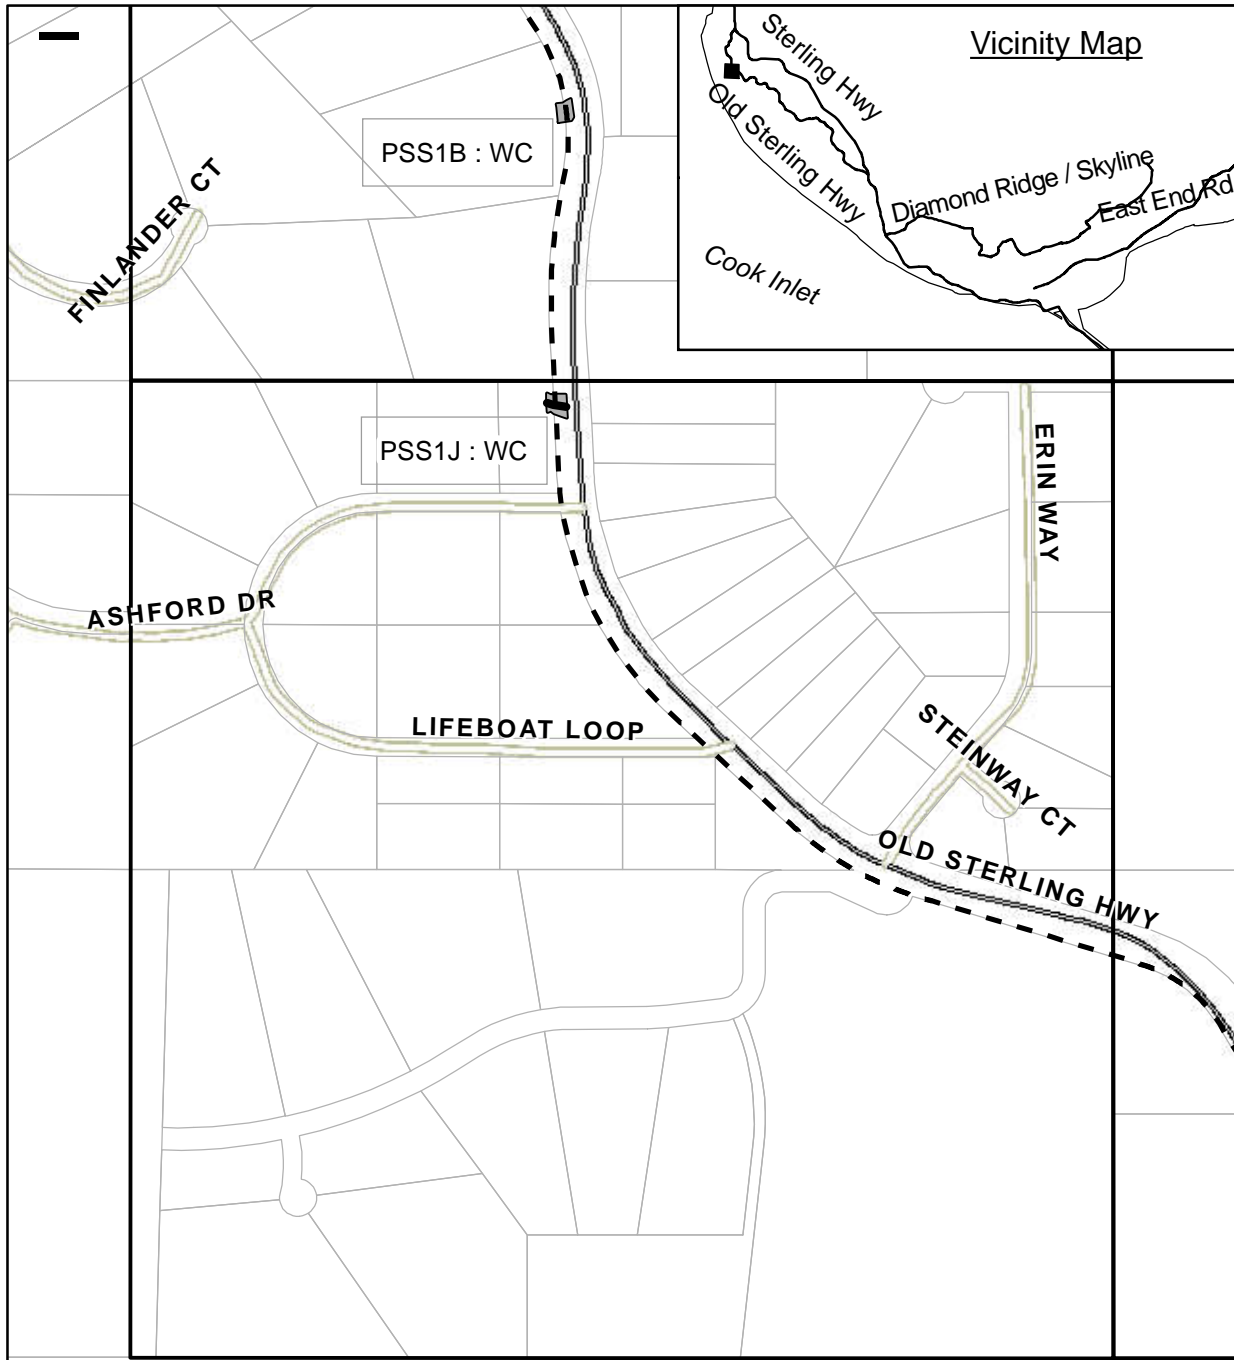 Vicinity Map
Sterling Hwy
Old Sterling Hwy
Diamond Ridge / Skyline
East End Rd
Cook Inlet
PSS1B : WC
FINLANDER CT
PSS1J : WC
ERIN WAY
ASHFORD DR
LIFEBOAT LOOP
STEINWAY CT
OLD STERLING HWY